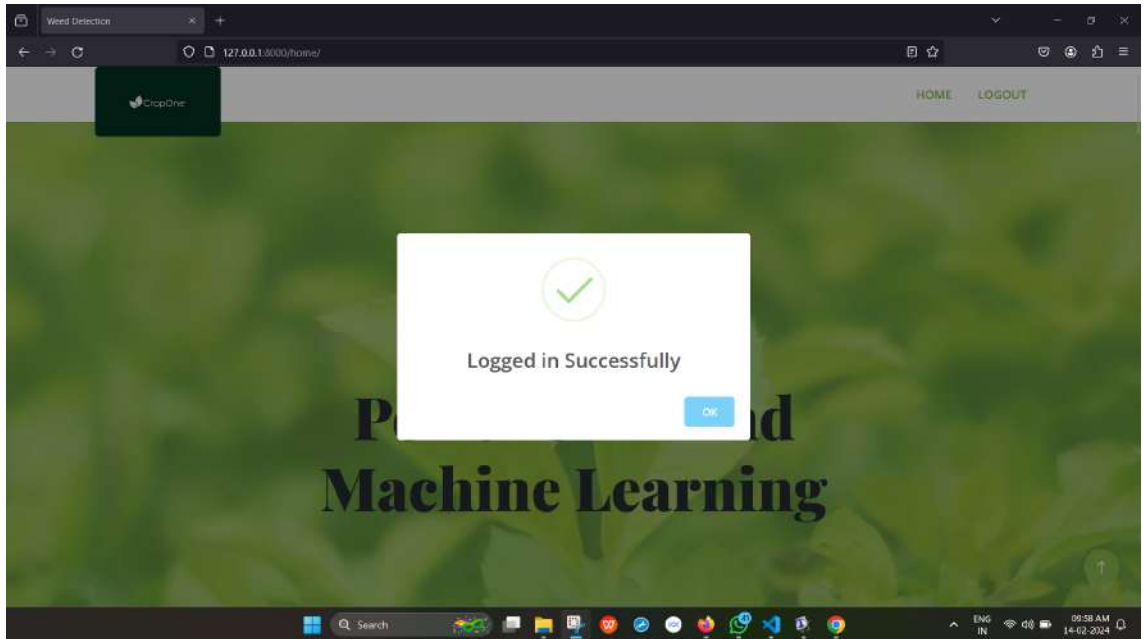 Weed Detection
127.0.0.1:8000/home/
CropOne
HOME LOGOUT
Logged in Successfully
OK
Machine Learning
Search
ENG
IN
09:58 AM
14-02-2024